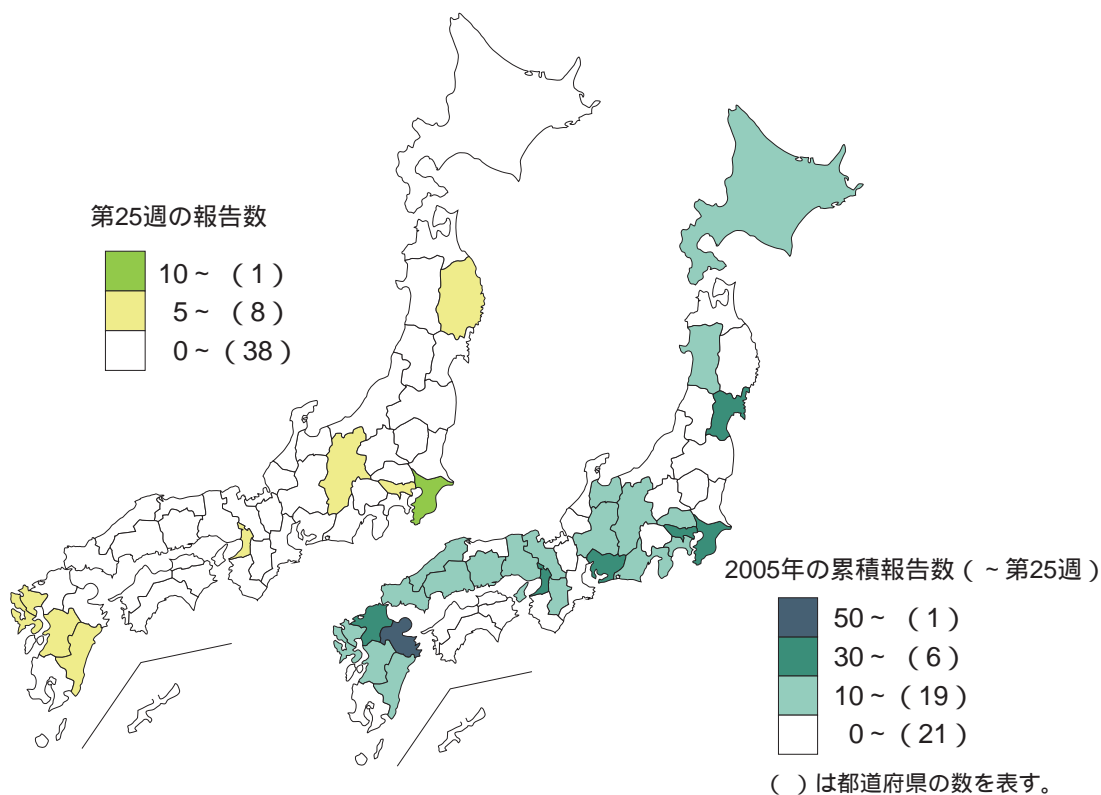 第25週の報告数
10~ (1)
5~ (8)
0~ (38)
2005年の累積報告数(~第25週)
50~ (1)
30~ (6)
10~ (19)
0~ (21)
( )は都道府県の数を表す。